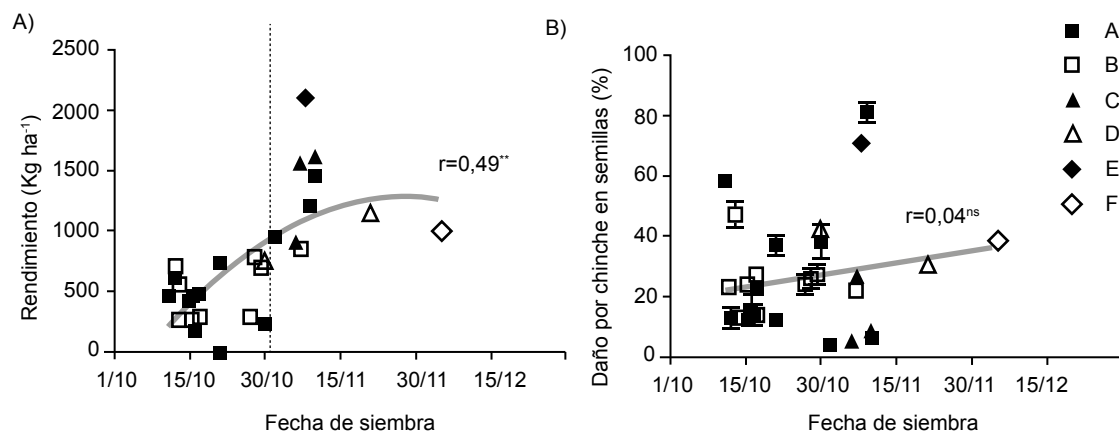 A)
Rendimiento (Kg ha⁻¹)
2500
2000
1500
1000
500
0
r=0,49**
1/10 15/10 30/10 15/11 30/11 15/12
Fecha de siembra
B)
Daño por chinche en semillas (%)
100
80
60
40
20
0
r=0,04ns
1/10 15/10 30/10 15/11 30/11 15/12
Fecha de siembra
A
B
C
D
E
F